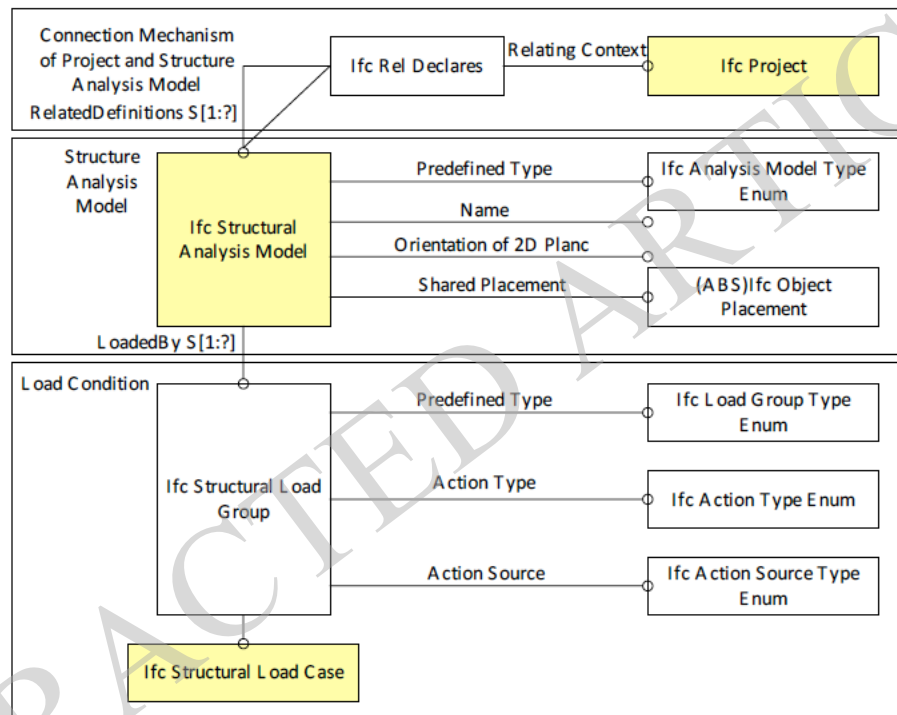 Connection Mechanism
of Project and Structure
Analysis Model
RelatedDefinitions S[1:?]
Ifc Rel Declares
Relating Context
Ifc Project
Structure
Analysis
Model
Ifc Structural
Analysis Model
Predefined Type
Ifc Analysis Model Type
Enum
Name
Orientation of 2D Planc
Shared Placement
(ABS)Ifc Object
Placement
LoadedBy S[1:?]
Load Condition
Ifc Structural Load
Group
Predefined Type
Ifc Load Group Type
Enum
Action Type
Ifc Action Type Enum
Action Source
Ifc Action Source Type
Enum
Ifc Structural Load Case
RACTED ARTIC